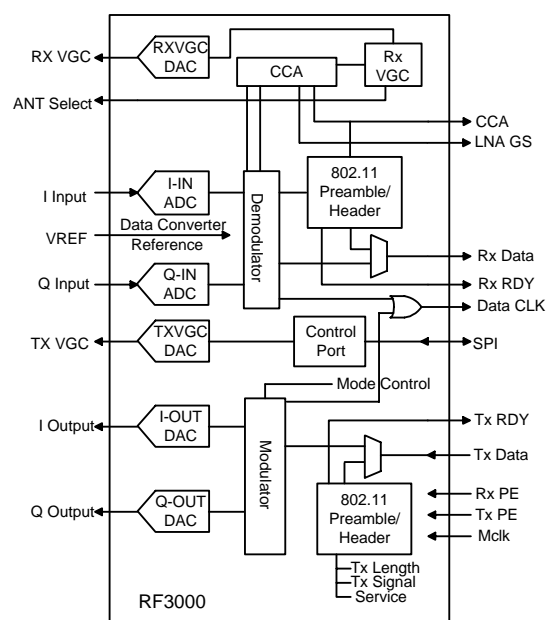 RX VGC
RXVGC
DAC
CCA
Rx
VGC
ANT Select
CCA
LNA GS
I Input
I-IN
ADC
802.11
Preamble/
Header
VREF
Data Converter
Reference
Demodulator
Q Input
Q-IN
ADC
Rx Data
Rx RDY
Data CLK
TX VGC
TXVGC
DAC
Control
Port
SPI
Mode Control
I Output
I-OUT
DAC
Modulator
Tx RDY
Tx Data
Q Output
Q-OUT
DAC
802.11
Preamble/
Header
Rx PE
Tx PE
Mclk
Tx Length
Tx Signal
Service
RF3000